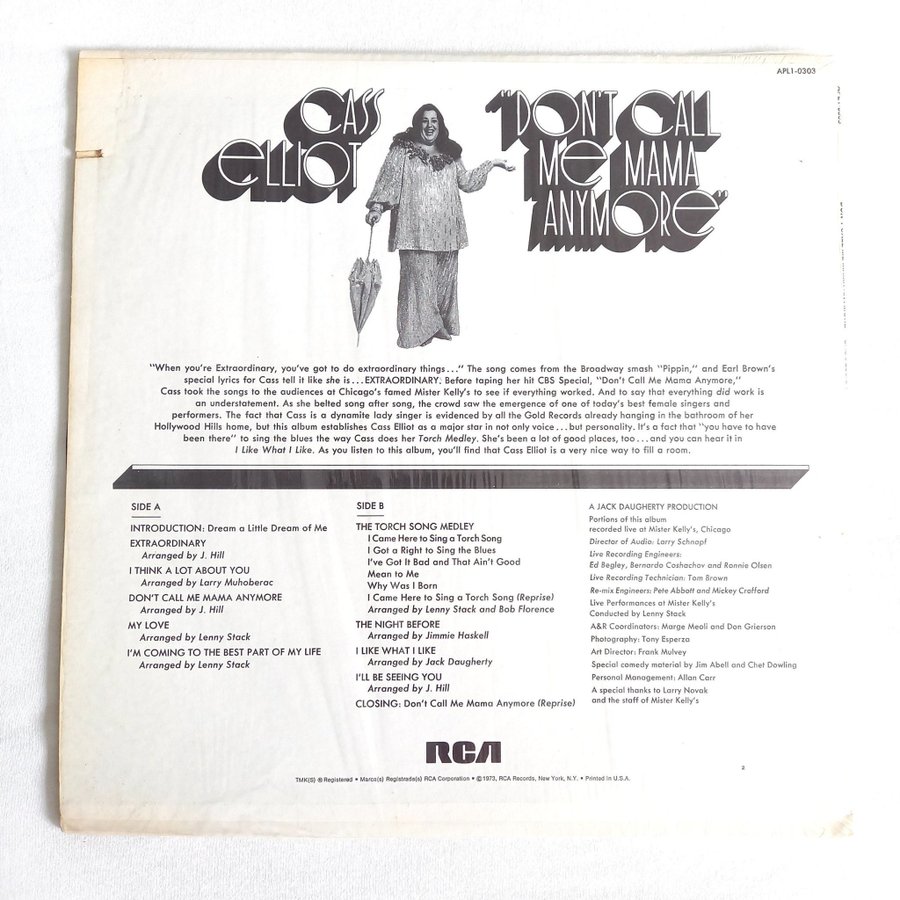 APL1-0303
CASS
ELLIOT
"DON'T CALL
ME MAMA
ANYMORE"
"When you're Extraordinary, you've got to do extraordinary things..." The song comes from the Broadway smash "Pippin," and Earl Brown's
special lyrics for Cass tell it like she is...EXTRAORDINARY. Before taping her hit CBS Special, "Don't Call Me Mama Anymore,"
Cass took the songs to the audiences at Chicago's famed Mister Kelly's to see if everything worked. And to say that everything did work is
an understatement. As she belted song after song, the crowd saw the emergence of one of today's best female singers and
performers. The fact that Cass is a dynamite lady singer is evidenced by all the Gold Records already hanging in the bathroom of her
Hollywood Hills home, but this album establishes Cass Elliot as a major star in not only voice...but personality. It's a fact that "you have to have
been there" to sing the blues the way Cass does her Torch Medley. She's been a lot of good places, too...and you can hear it in
I Like What I Like. As you listen to this album, you'll find that Cass Elliot is a very nice way to fill a room.
SIDE A
INTRODUCTION: Dream a Little Dream of Me
EXTRAORDINARY
Arranged by J. Hill
I THINK A LOT ABOUT YOU
Arranged by Larry Muhoberac
DON'T CALL ME MAMA ANYMORE
Arranged by J. Hill
MY LOVE
Arranged by Lenny Stack
I'M COMING TO THE BEST PART OF MY LIFE
Arranged by Lenny Stack
SIDE B
THE TORCH SONG MEDLEY
I Came Here to Sing a Torch Song
I Got a Right to Sing the Blues
I've Got It Bad and That Ain't Good
Mean to Me
Why Was I Born
I Came Here to Sing a Torch Song (Reprise)
Arranged by Lenny Stack and Bob Florence
THE NIGHT BEFORE
Arranged by Jimmie Haskell
I LIKE WHAT I LIKE
Arranged by Jack Daugherty
I'LL BE SEEING YOU
Arranged by J. Hill
CLOSING: Don't Call Me Mama Anymore (Reprise)
A JACK DAUGHERTY PRODUCTION
Portions of this album
recorded live at Mister Kelly's, Chicago
Director of Audio: Larry Schnapf
Live Recording Engineers:
Ed Begley, Bernardo Cashachov and Ronnie Olsen
Live Recording Technician: Tom Brown
Re-mix Engineers: Pete Abbott and Mickey Crofford
Live Performances at Mister Kelly's
Conducted by Lenny Stack
A&R Coordinators: Marge Meoli and Don Grierson
Photography: Tony Esparza
Art Director: Frank Mulvey
Special comedy material by Jim Abell and Chet Dowling
Personal Management: Allan Carr
A special thanks to Larry Novak
and the staff of Mister Kelly's
RCA
2
TMK(S) ® Registered • Marca(s) Registrada(s) RCA Corporation • © 1973, RCA Records, New York, N.Y. • Printed in U.S.A.